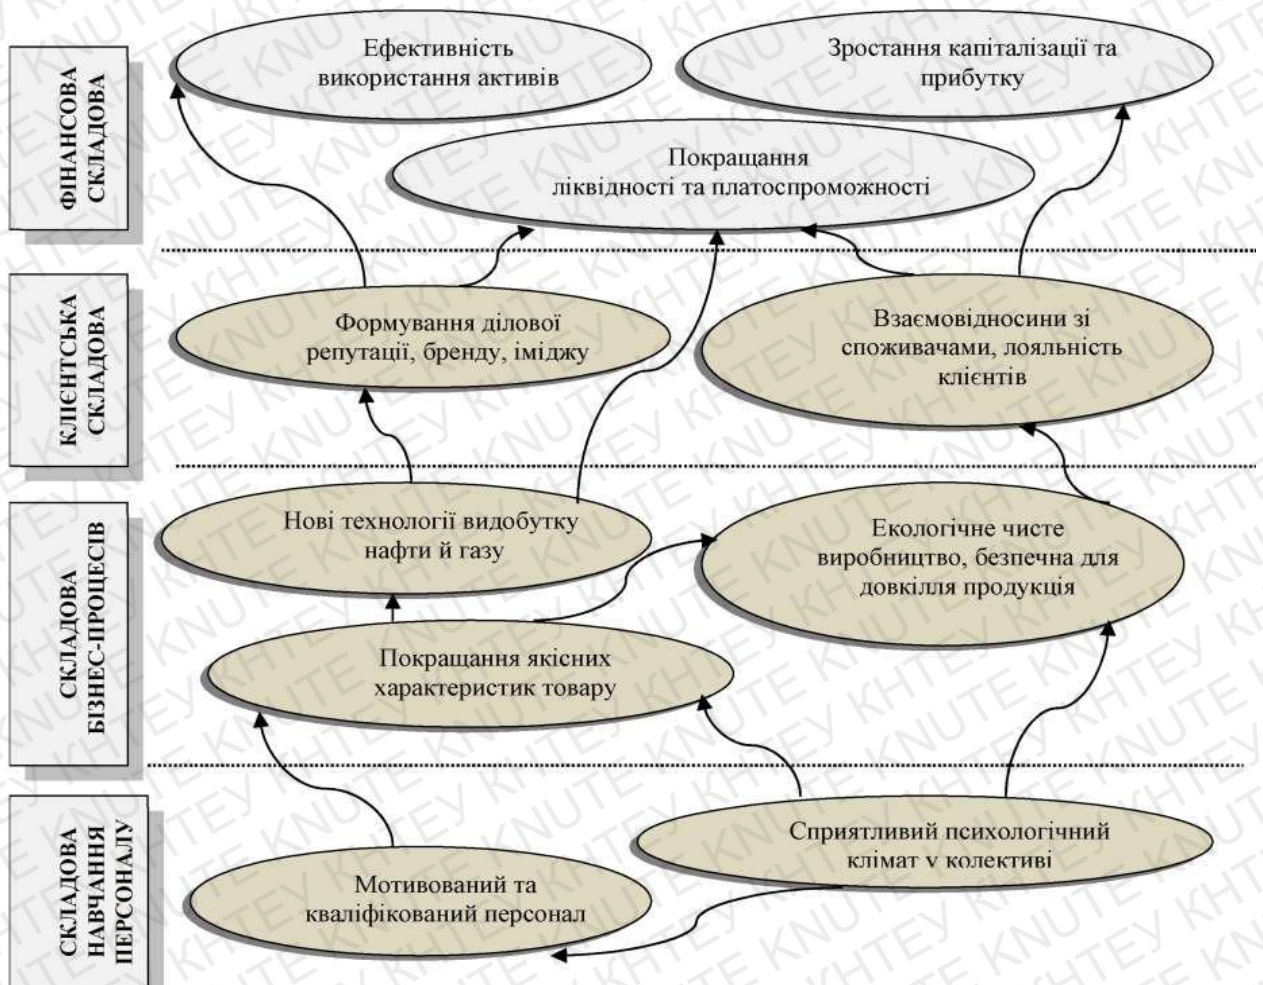 ФІНАНСОВА
СКЛАДОВА
Ефективність
використання активів
Зростання капіталізації та
прибутку
Покращання
ліквідності та платоспроможності
КЛІЄНТСЬКА
СКЛАДОВА
Формування ділової
репутації, бренду, іміджу
Взаємовідносини зі
споживачами, лояльність
клієнтів
СКЛАДОВА
БІЗНЕС-ПРОЦЕСІВ
Нові технології видобутку
нафти й газу
Екологічне чисте
виробництво, безпечна для
довкілля продукція
Покращання якісних
характеристик товару
СКЛАДОВА
НАВЧАННЯ
ПЕРСОНАЛУ
Сприятливий психологічний
клімат у колективі
Мотивований та
кваліфікований персонал
КНТЕУ KNUTE